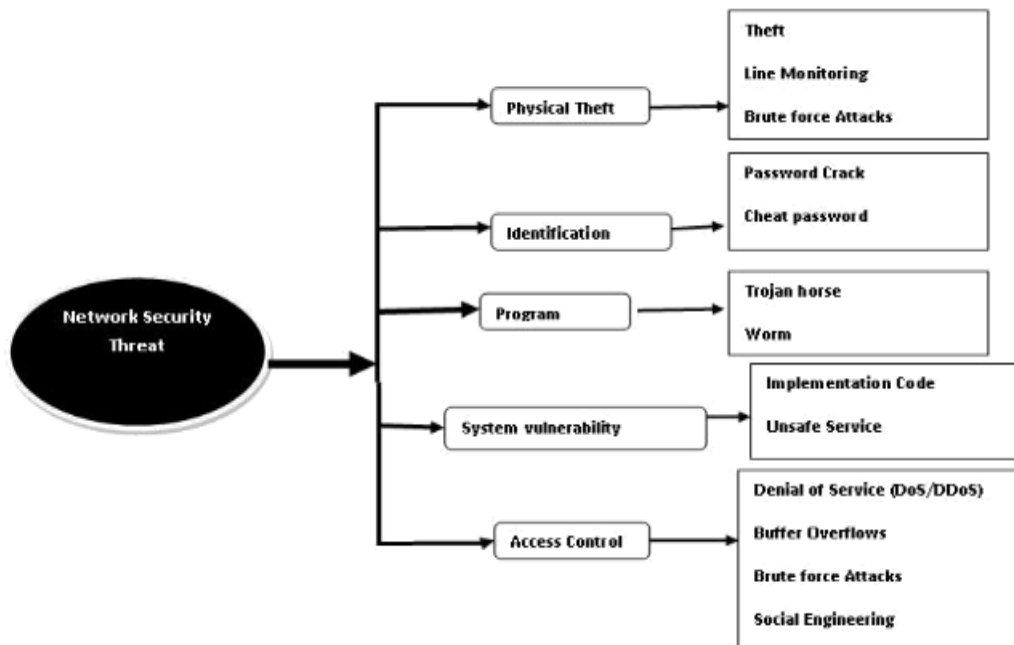 Network Security
Threat
Physical Theft
Theft
Line Monitoring
Brute force Attacks
Identification
Password Crack
Cheat password
Program
Trojan horse
Worm
System vulnerability
Implementation Code
Unsafe Service
Access Control
Denial of Service (DoS/DDoS)
Buffer Overflows
Brute force Attacks
Social Engineering